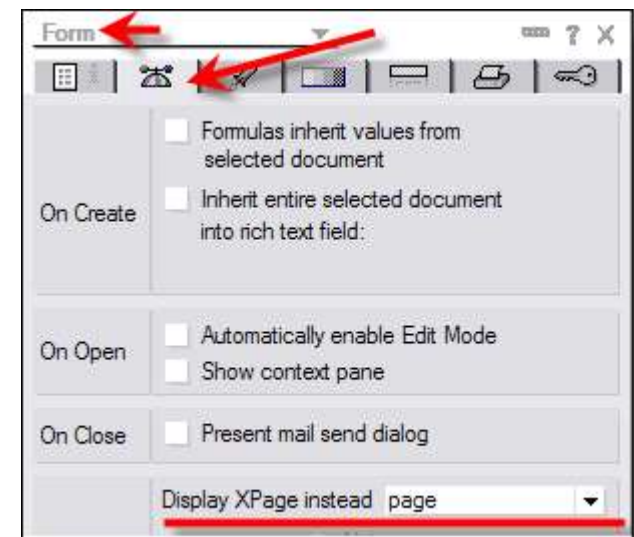 Form
?
Formulas inherit values from
selected document
On Create
Inherit entire selected document
into rich text field:
On Open
Automatically enable Edit Mode
Show context pane
On Close
Present mail send dialog
Display XPage instead page